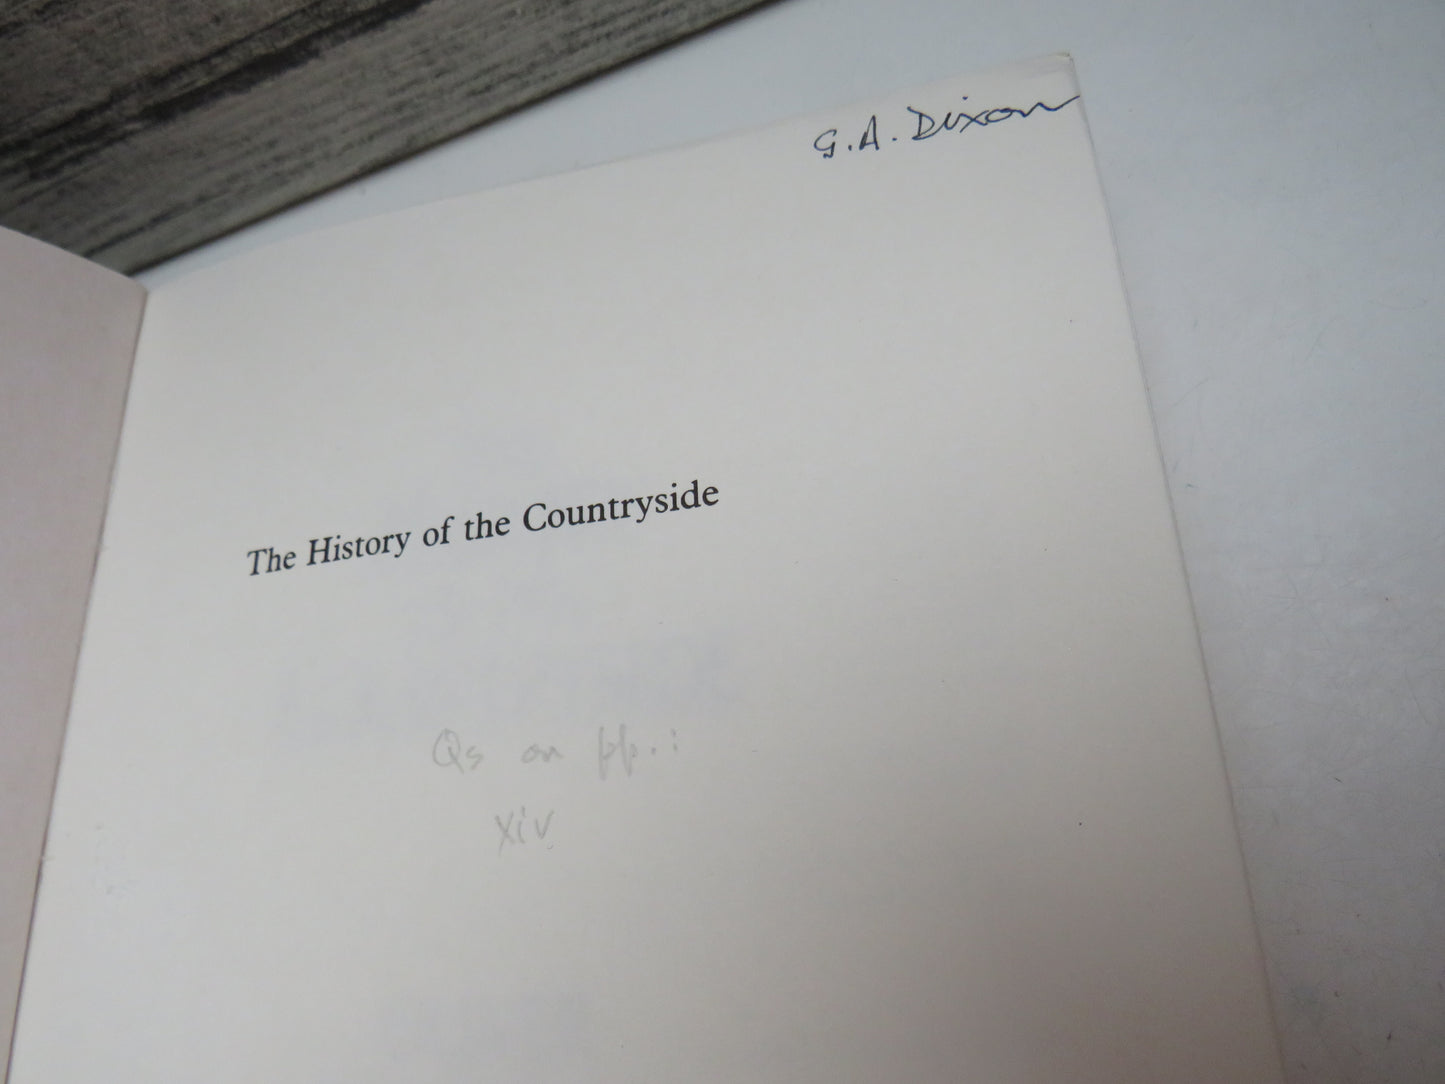 G. A. Dixon
The History of the Countryside
Qs on pp. :
xiv